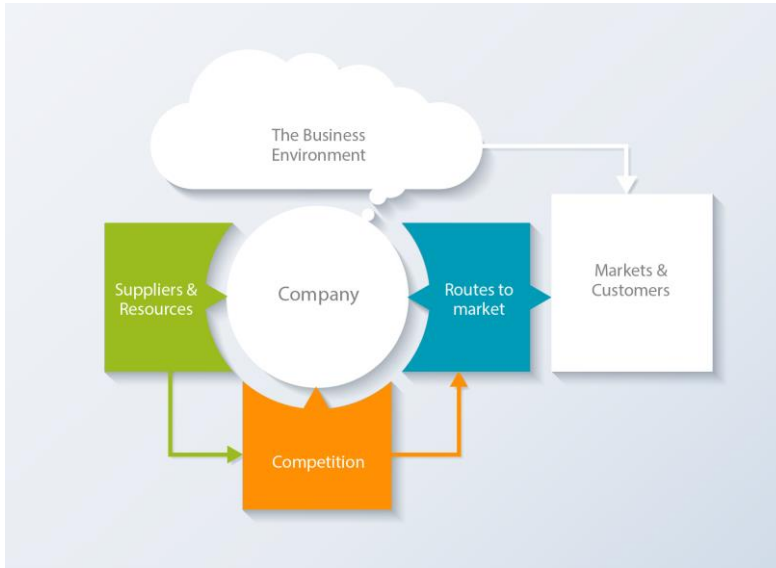 The Business
Environment
Suppliers &
Resources
Company
Routes to
market
Markets &
Customers
Competition